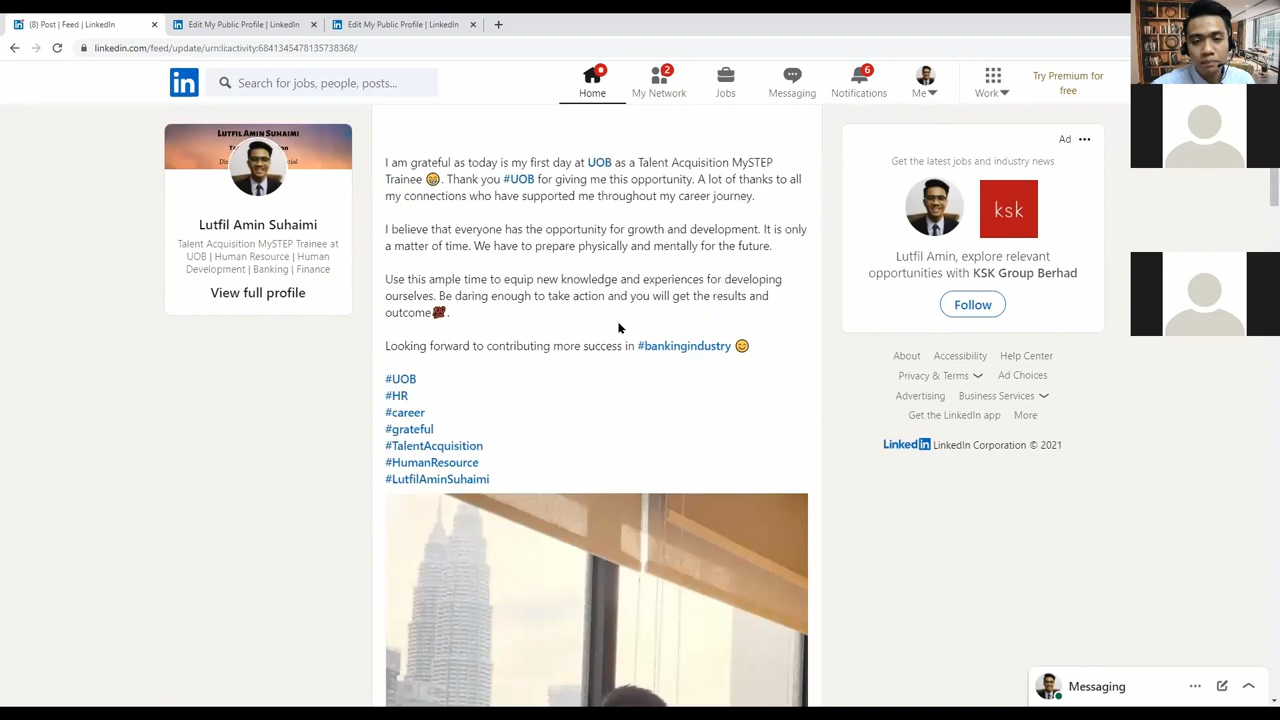 (8) Post | Feed | LinkedIn
Edit My Public Profile | LinkedIn
Edit My Public Profile | LinkedIn
linkedin.com/feed/update/urn:li:activity:6841345478135738368/
in
Search for jobs, people, posts...
Home
2
My Network
Jobs
Messaging
6
Notifications
Me
Work
Try Premium for
free
LUTFIL AMIN SUHAIMI
Lutfil Amin Suhaimi
Talent Acquisition MySTEP Trainee at
UOB | Human Resource | Human
Development | Banking | Finance
View full profile
I am grateful as today is my first day at UOB as a Talent Acquisition MySTEP
Trainee 😁. Thank you #UOB for giving me this opportunity. A lot of thanks to all
my connections who have supported me throughout my career journey.
I believe that everyone has the opportunity for growth and development. It is only
a matter of time. We have to prepare physically and mentally for the future.
Use this ample time to equip new knowledge and experiences for developing
ourselves. Be daring enough to take action and you will get the results and
outcome💯.
Looking forward to contributing more success in #bankingindustry 😊
#UOB
#HR
#career
#grateful
#TalentAcquisition
#HumanResource
#LutfilAminSuhaimi
Ad
Get the latest jobs and industry news
ksk
Lutfil Amin, explore relevant
opportunities with KSK Group Berhad
Follow
About Accessibility Help Center
Privacy & Terms Ad Choices
Advertising Business Services
Get the LinkedIn app More
LinkedIn LinkedIn Corporation © 2021
Messaging